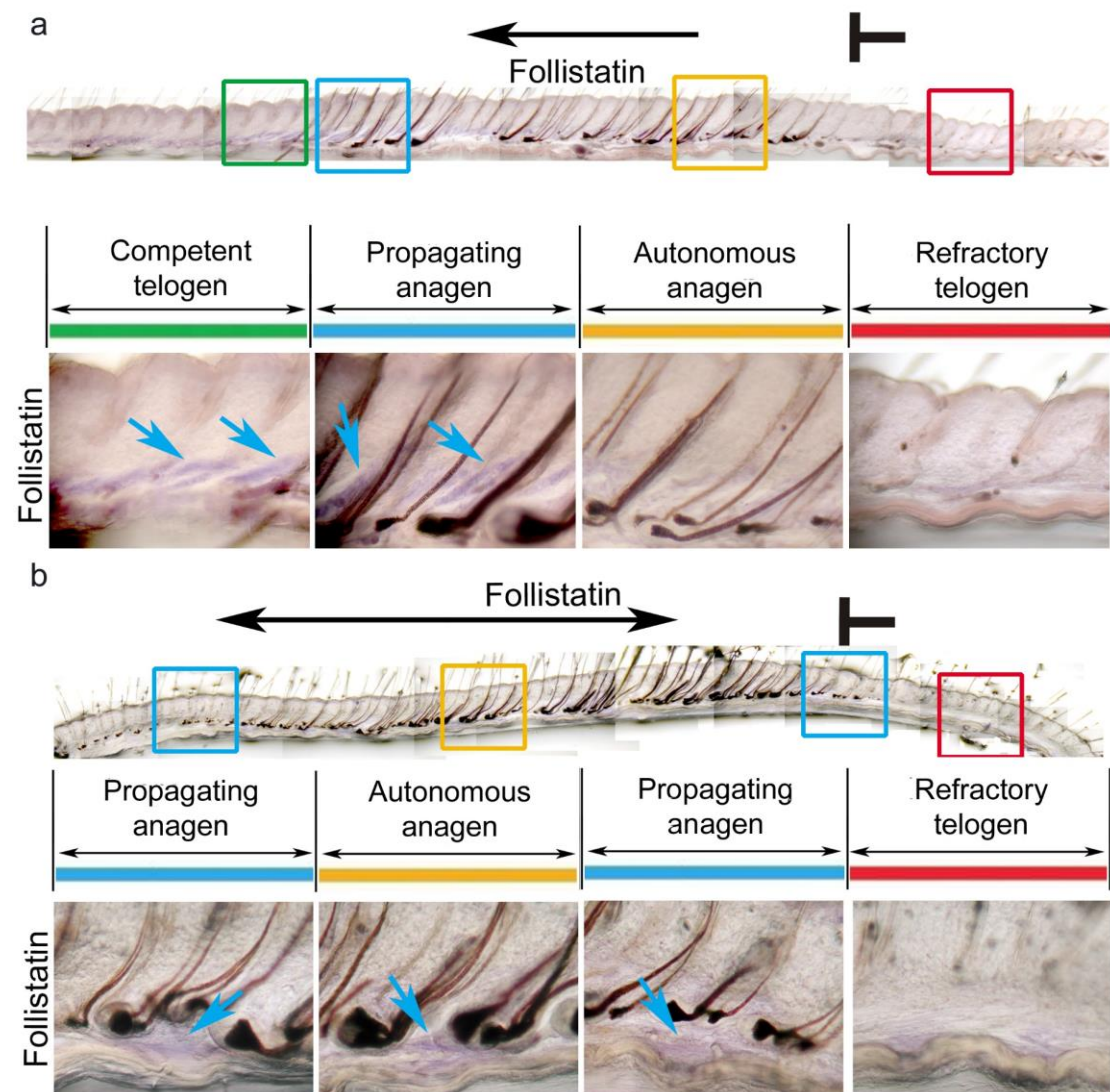 a
Follistatin
Competent
telogen
Propagating
anagen
Autonomous
anagen
Refractory
telogen
Follistatin
b
Follistatin
Propagating
anagen
Autonomous
anagen
Propagating
anagen
Refractory
telogen
Follistatin